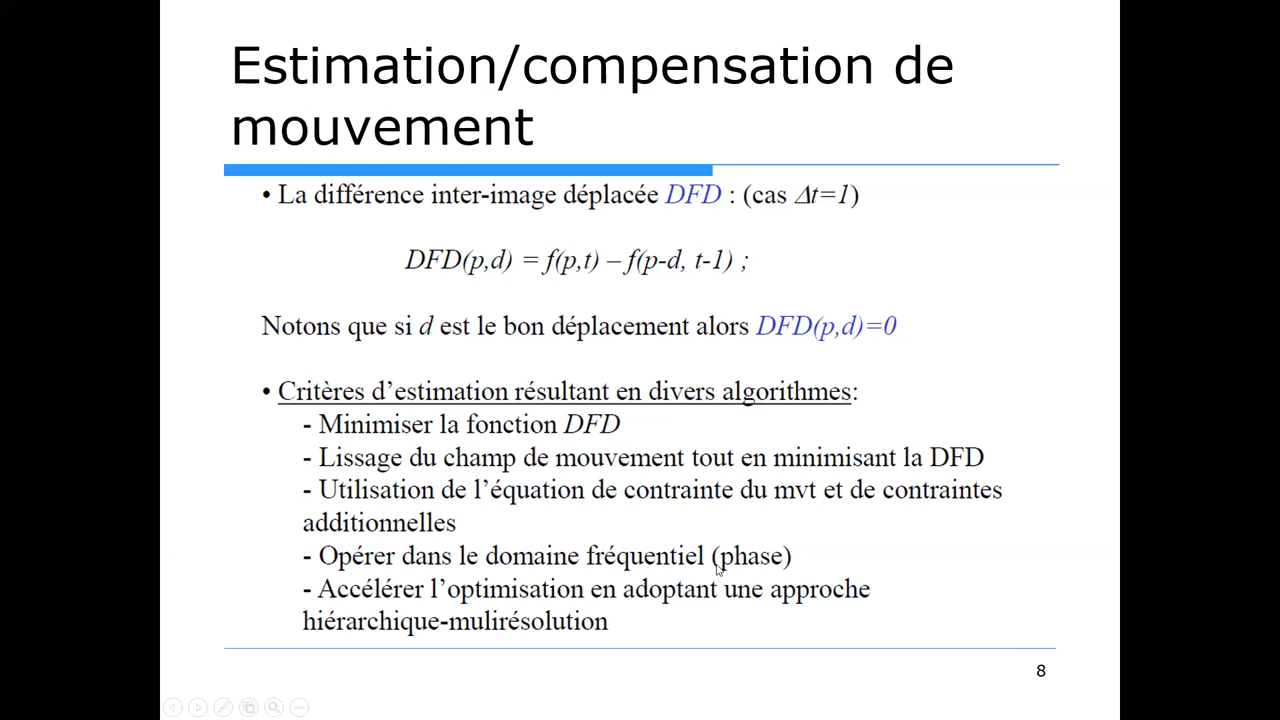 Estimation/compensation de
mouvement
• La différence inter-image déplacée DFD : (cas Δt=1)
DFD(p,d) = f(p,t) – f(p-d, t-1) ;
Notons que si d est le bon déplacement alors DFD(p,d)=0
• Critères d’estimation résultant en divers algorithmes:
- Minimiser la fonction DFD
- Lissage du champ de mouvement tout en minimisant la DFD
- Utilisation de l’équation de contrainte du mvt et de contraintes
additionnelles
- Opérer dans le domaine fréquentiel (phase)
- Accélérer l’optimisation en adoptant une approche
hiérarchique-mulirésolution
8